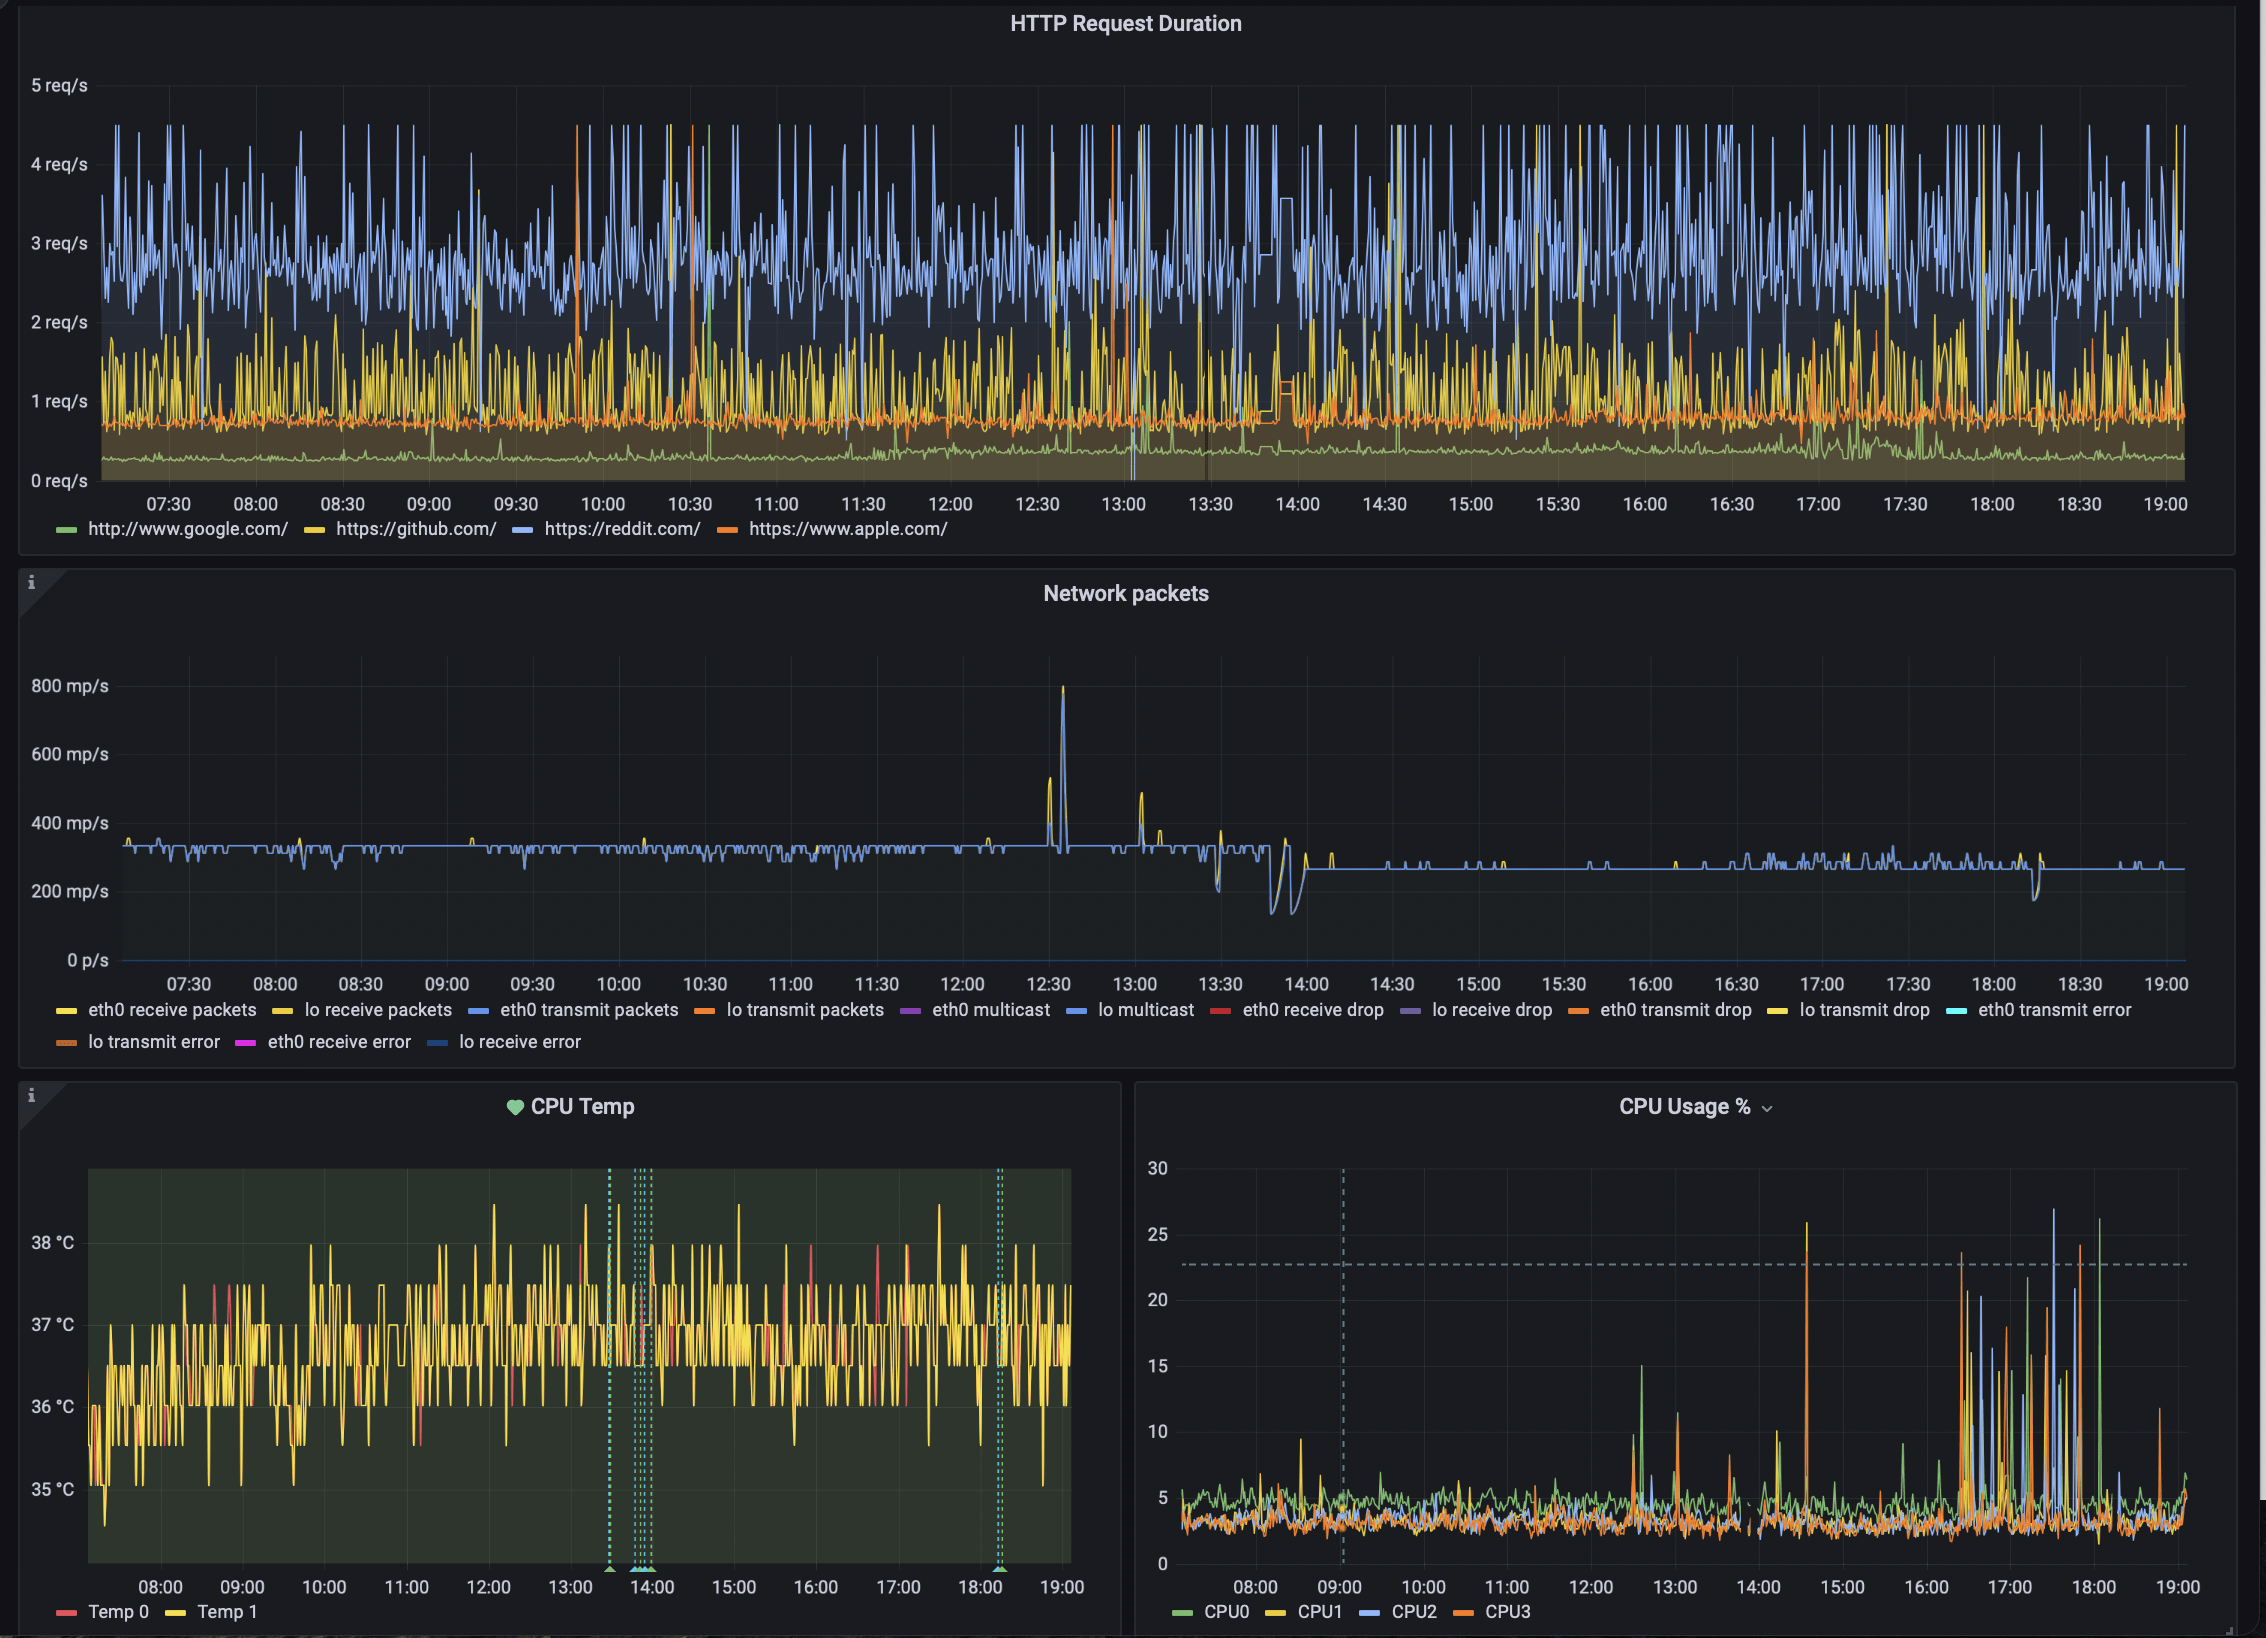 HTTP Request Duration
5 req/s
4 req/s
3 req/s
2 req/s
1 req/s
0 req/s
07:30 08:00 08:30 09:00 09:30 10:00 10:30 11:00 11:30 12:00 12:30 13:00 13:30 14:00 14:30 15:00 15:30 16:00 16:30 17:00 17:30 18:00 18:30 19:00
http://www.google.com/ https://github.com/ https://reddit.com/ https://www.apple.com/
i
Network packets
800 mp/s
600 mp/s
400 mp/s
200 mp/s
0 p/s
07:30 08:00 08:30 09:00 09:30 10:00 10:30 11:00 11:30 12:00 12:30 13:00 13:30 14:00 14:30 15:00 15:30 16:00 16:30 17:00 17:30 18:00 18:30 19:00
eth0 receive packets lo receive packets eth0 transmit packets lo transmit packets eth0 multicast lo multicast eth0 receive drop lo receive drop eth0 transmit drop lo transmit drop eth0 transmit error
lo transmit error eth0 receive error lo receive error
i
CPU Temp
38 °C
37 °C
36 °C
35 °C
08:00 09:00 10:00 11:00 12:00 13:00 14:00 15:00 16:00 17:00 18:00 19:00
Temp 0 Temp 1
CPU Usage %
30
25
20
15
10
5
0
08:00 09:00 10:00 11:00 12:00 13:00 14:00 15:00 16:00 17:00 18:00 19:00
CPU0 CPU1 CPU2 CPU3